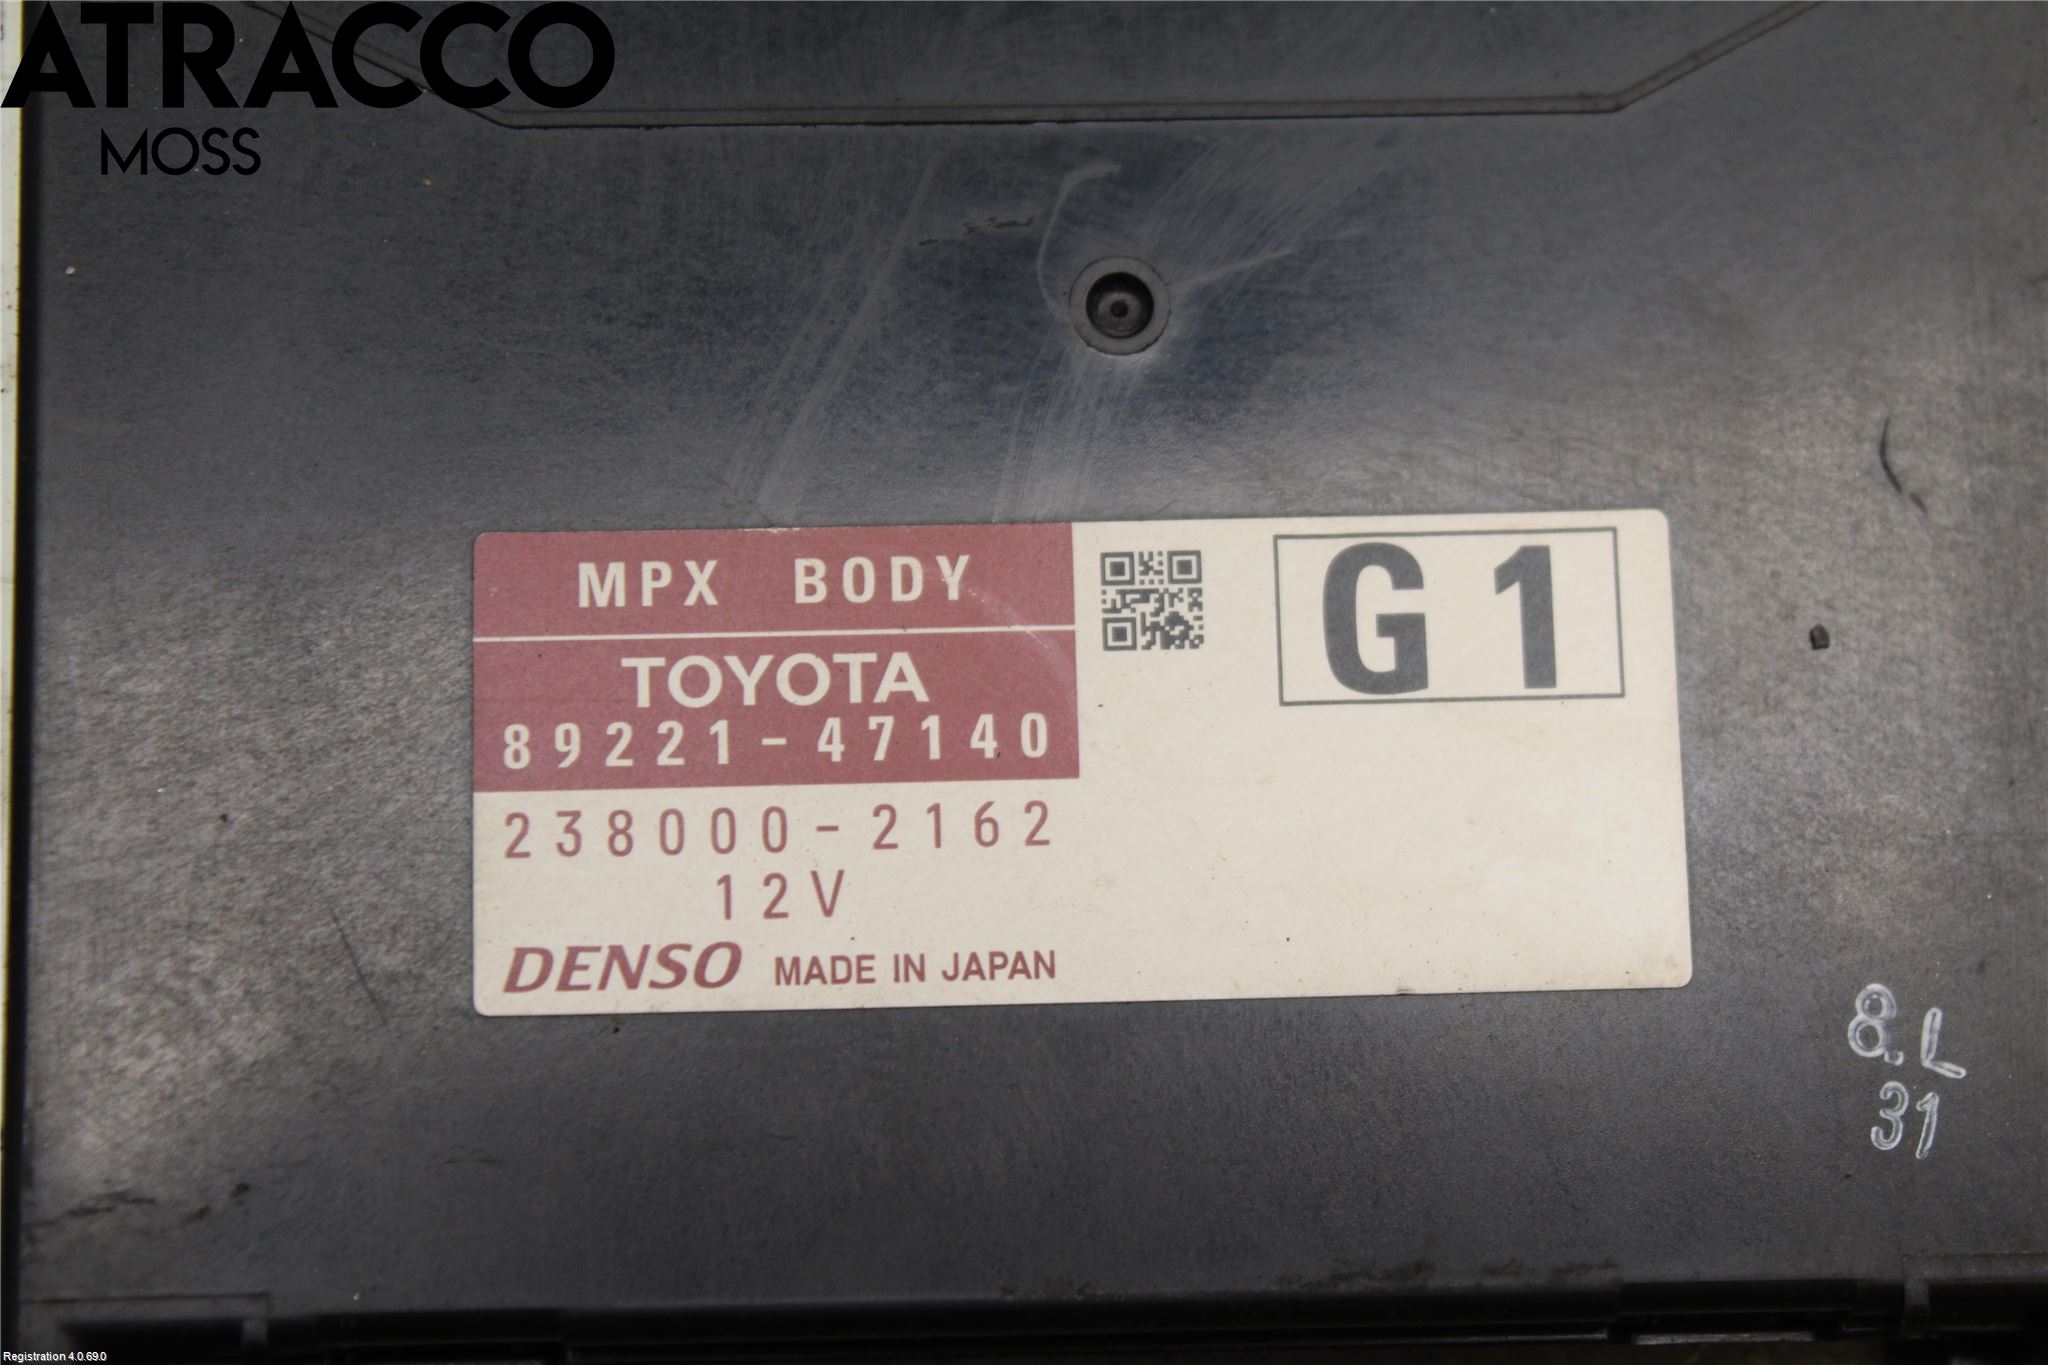 ATRACCO
MOSS
MPX BODY
TOYOTA
89221-47140
238000-2162
12V
DENSO MADE IN JAPAN
G1
8.L
31
Registration 4.0.69.0